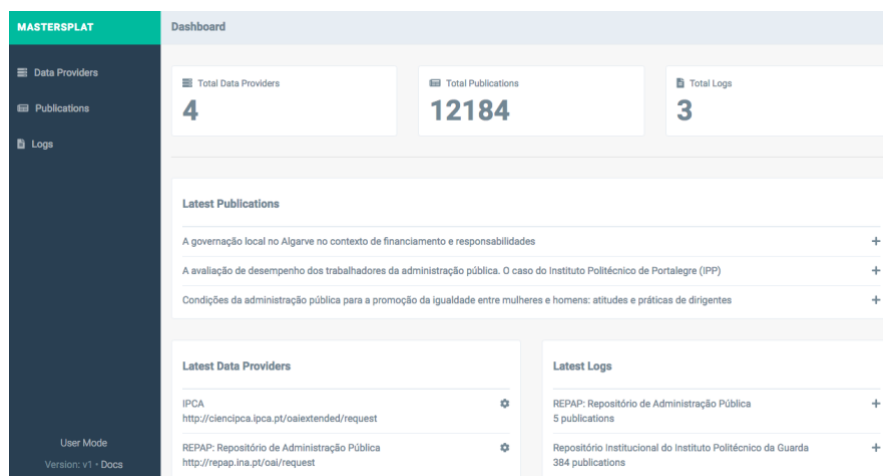 MASTERSPLAT
Dashboard
Data Providers
Publications
Logs
Total Data Providers
4
Total Publications
12184
Total Logs
3
Latest Publications
A governação local no Algarve no contexto de financiamento e responsabilidades
A avaliação de desempenho dos trabalhadores da administração pública. O caso do Instituto Politécnico de Portalegre (IPP)
Condições da administração pública para a promoção da igualdade entre mulheres e homens: atitudes e práticas de dirigentes
Latest Data Providers
IPCA
http://ciencipca.ipca.pt/oaiextended/request
REPAP: Repositório de Administração Pública
http://repap.ina.pt/oai/request
Latest Logs
REPAP: Repositório de Administração Pública
5 publications
Repositório Institucional do Instituto Politécnico da Guarda
384 publications
User Mode
Version: v1 • Docs